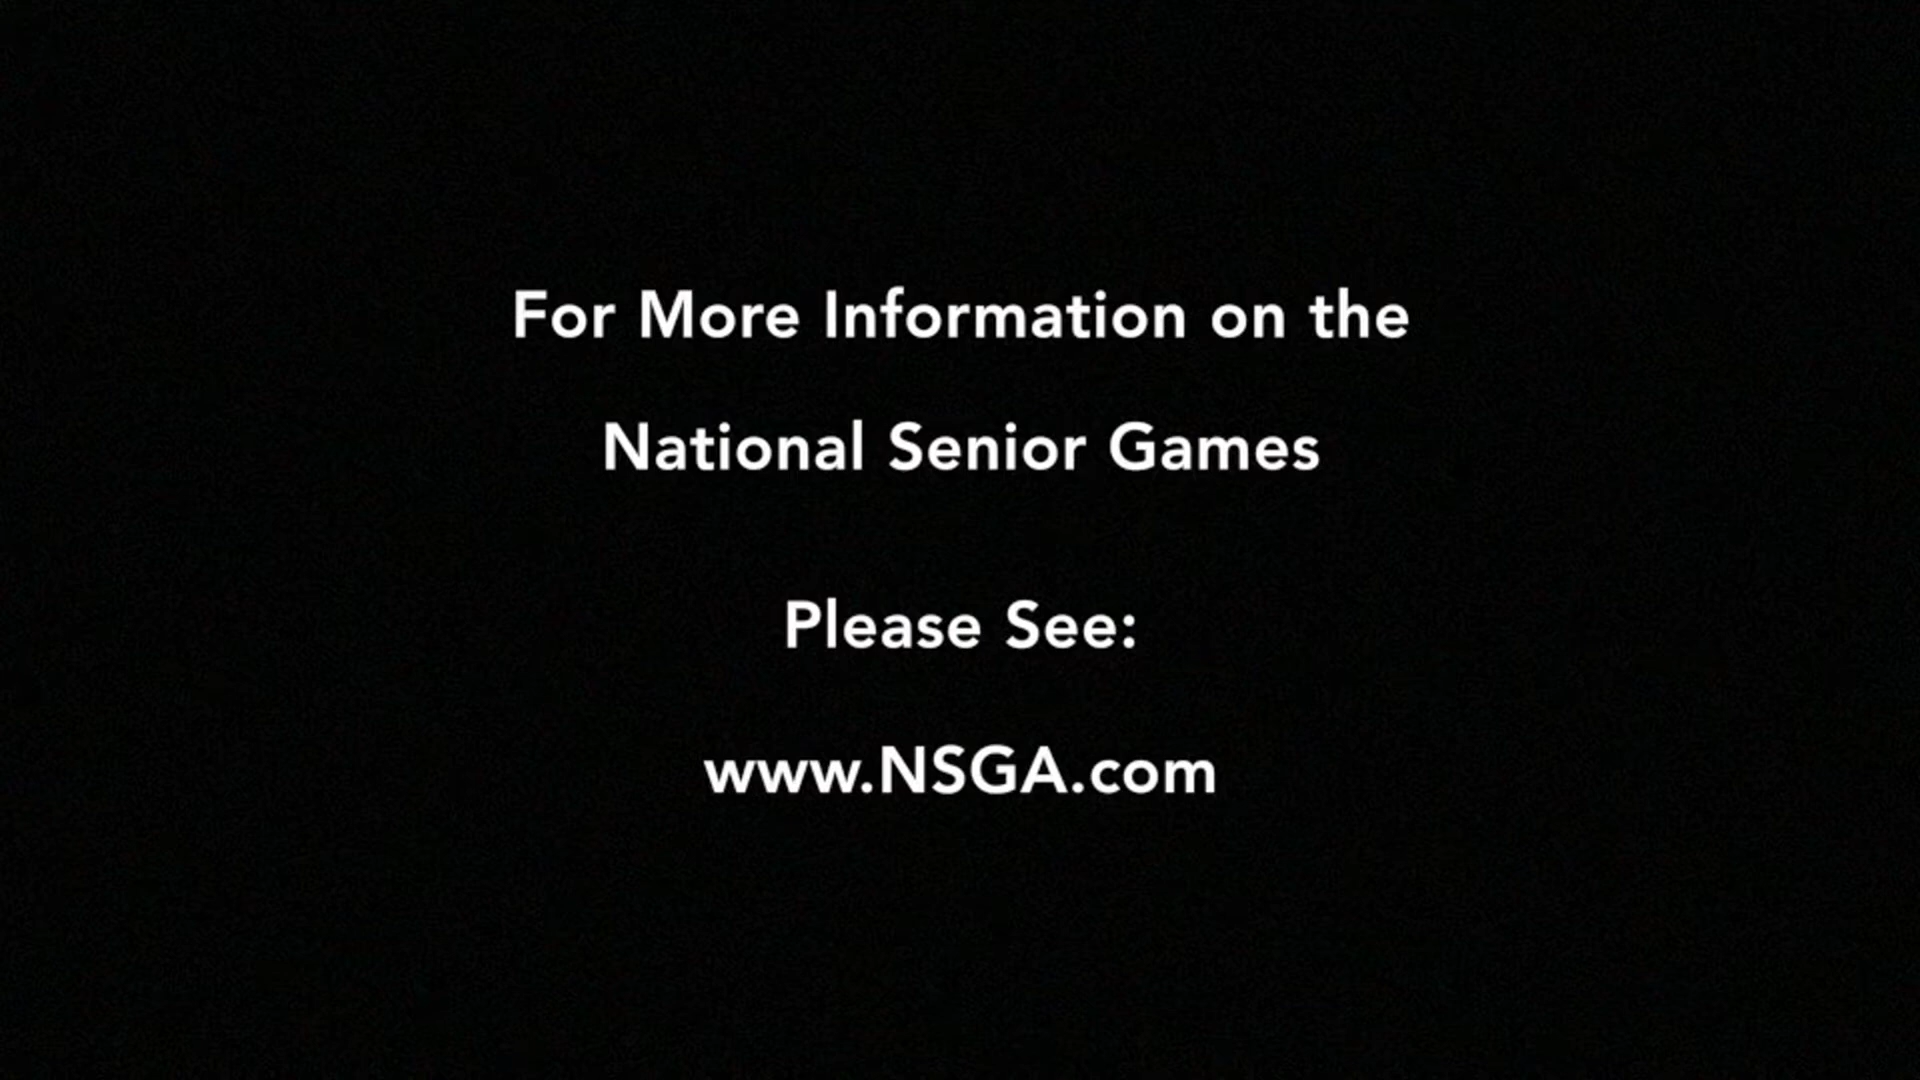 For More Information on the
National Senior Games
Please See:
www.NSGA.com